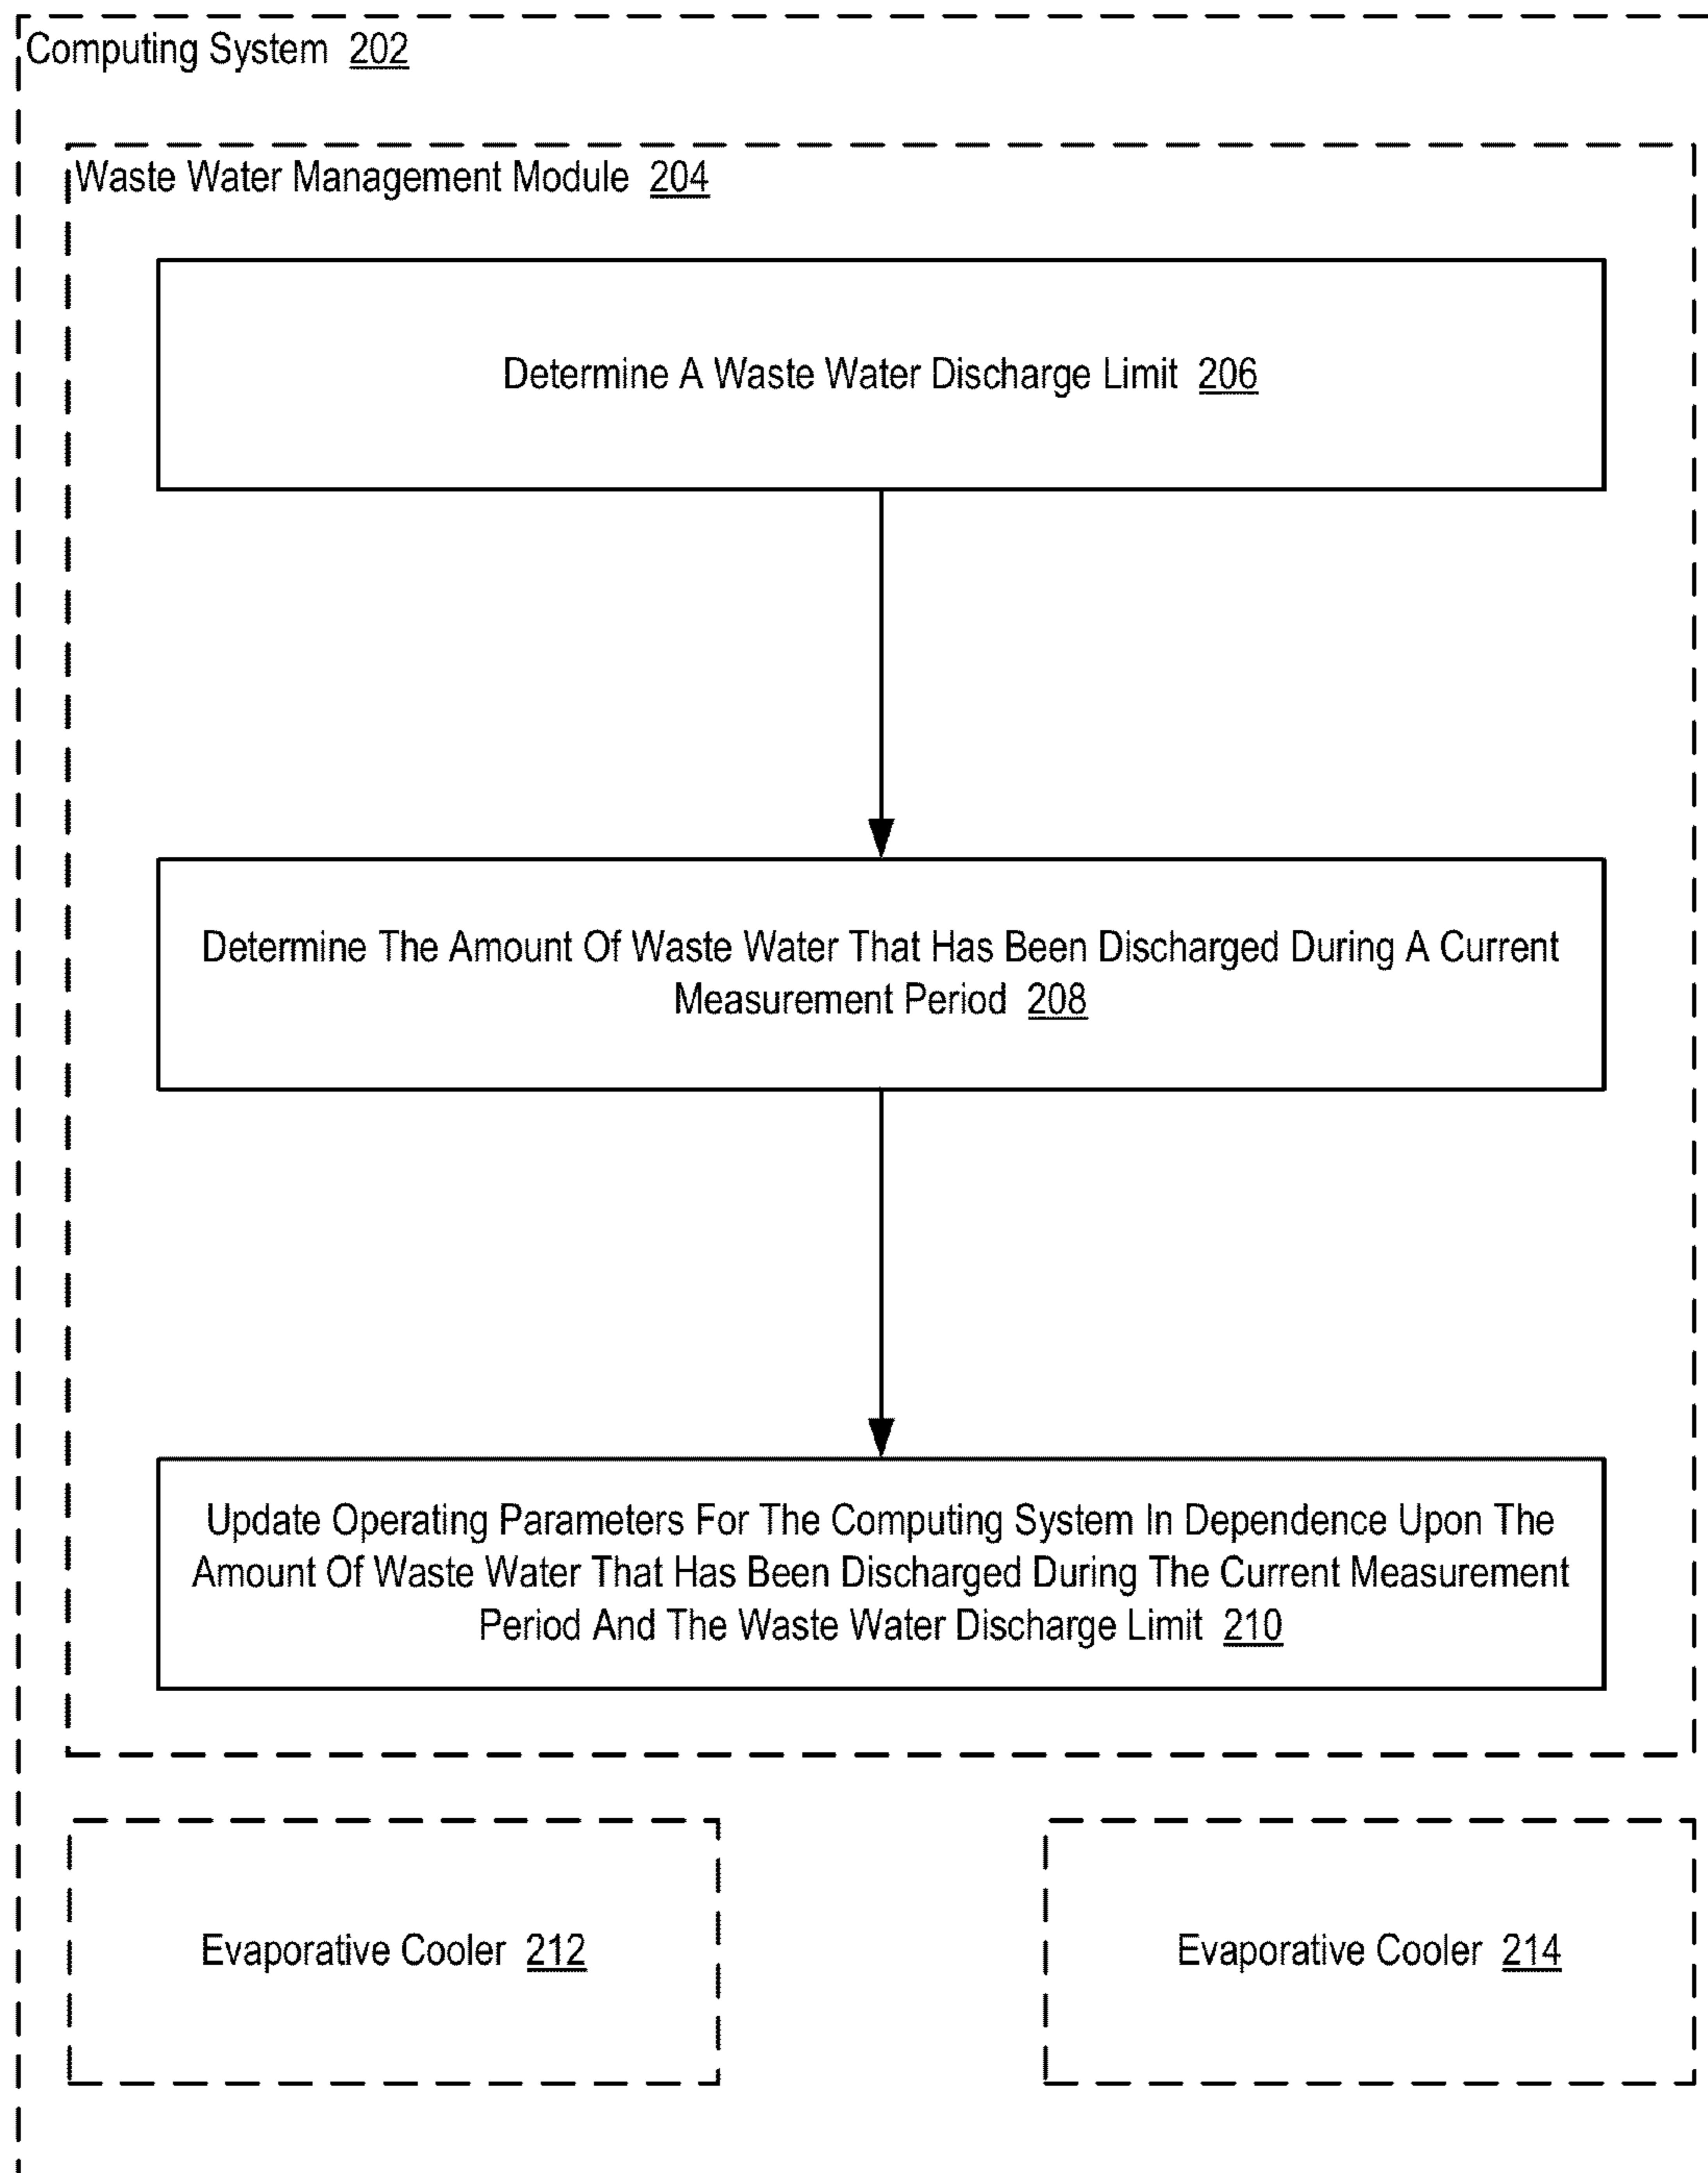 Computing System 202
Waste Water Management Module 204
Determine A Waste Water Discharge Limit 206
Determine The Amount Of Waste Water That Has Been Discharged During A Current
Measurement Period 208
Update Operating Parameters For The Computing System In Dependence Upon The
Amount Of Waste Water That Has Been Discharged During The Current Measurement
Period And The Waste Water Discharge Limit 210
Evaporative Cooler 212
Evaporative Cooler 214